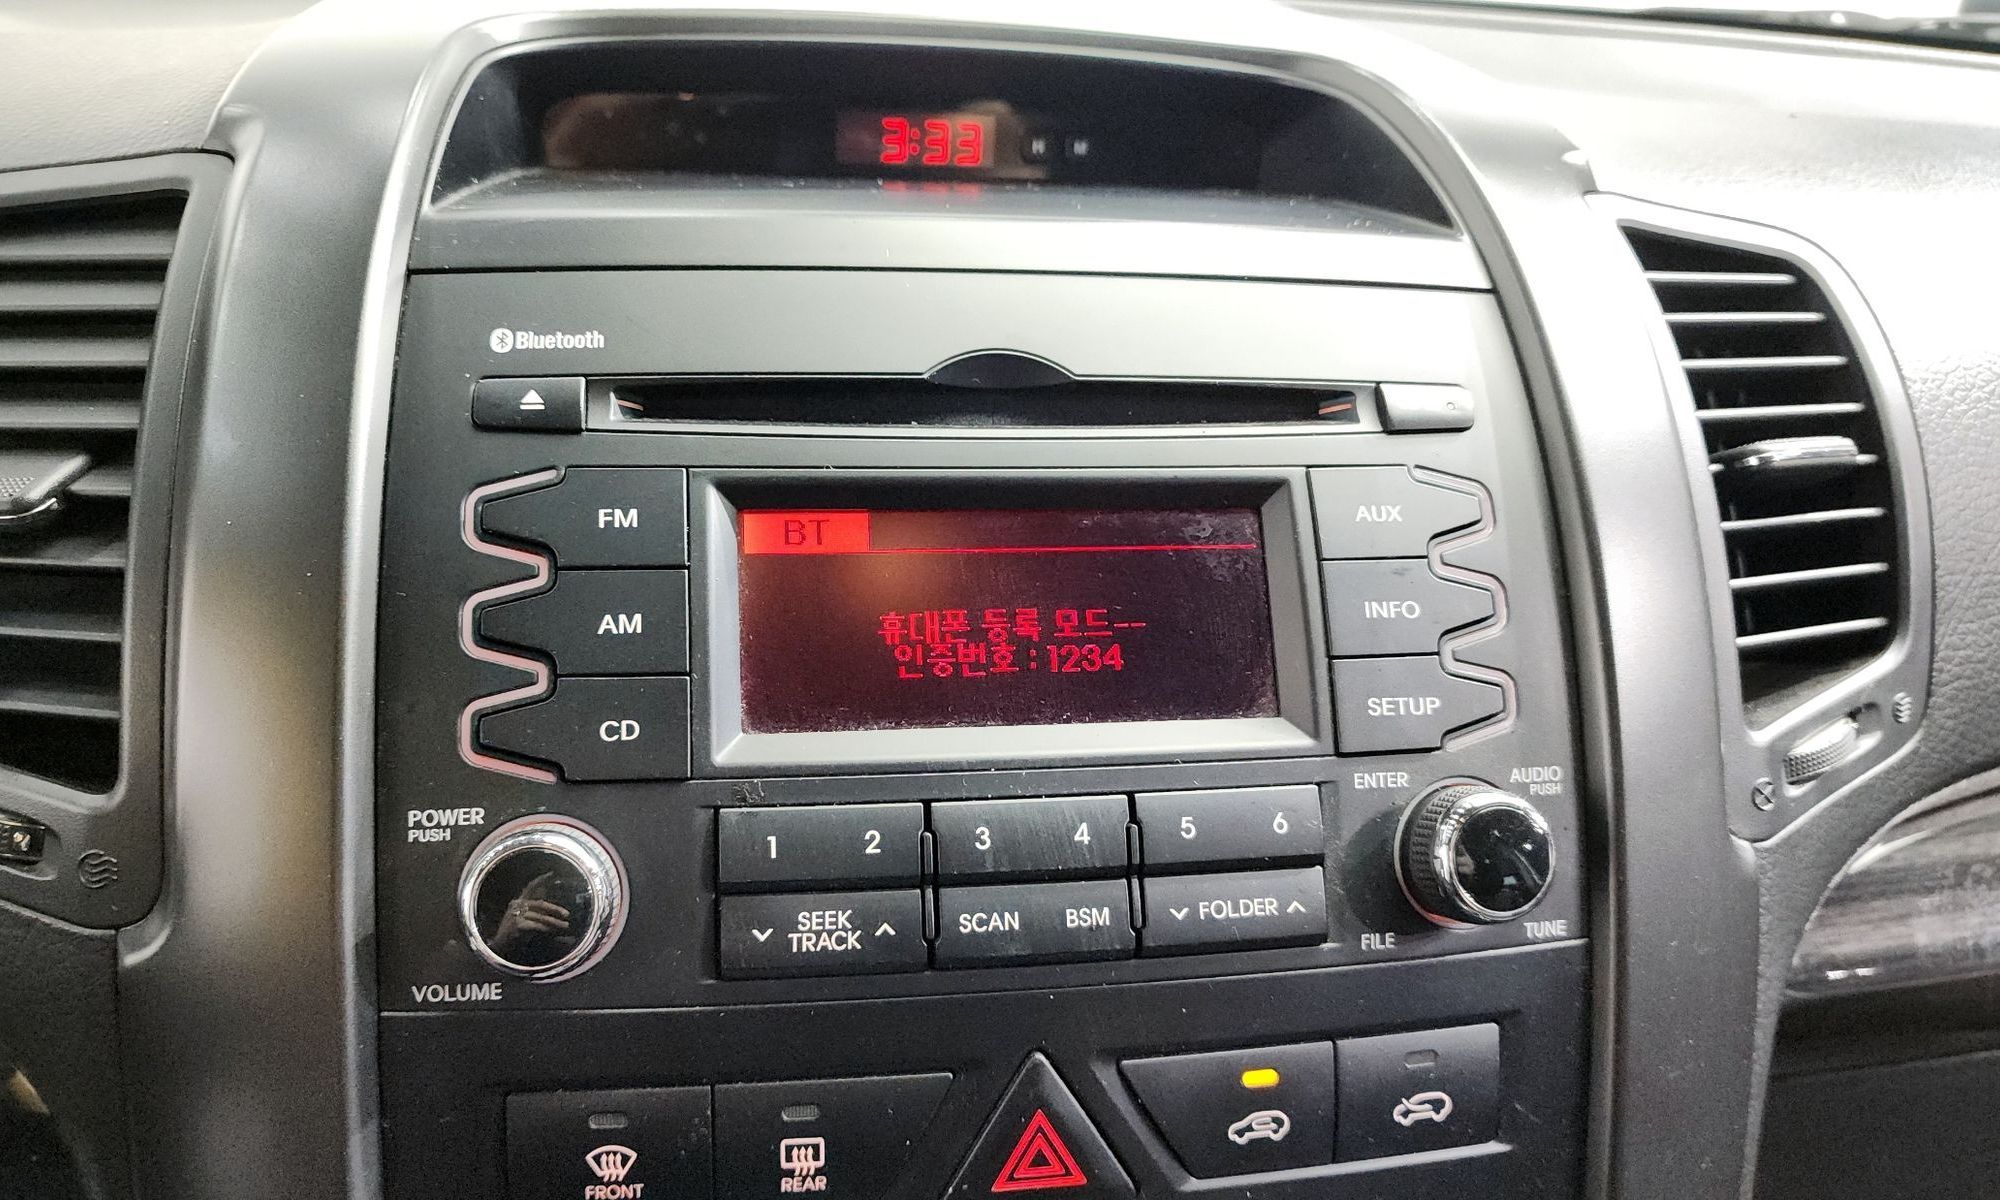 3:33
H M
Bluetooth
FM
AUX
BT
휴대폰 등록 모드--
인증번호 : 1234
AM
INFO
CD
SETUP
POWER
PUSH
VOLUME
1 2 3 4 5 6
SEEK
TRACK
SCAN BSM
FOLDER
ENTER
AUDIO
PUSH
FILE
TUNE
FRONT
REAR